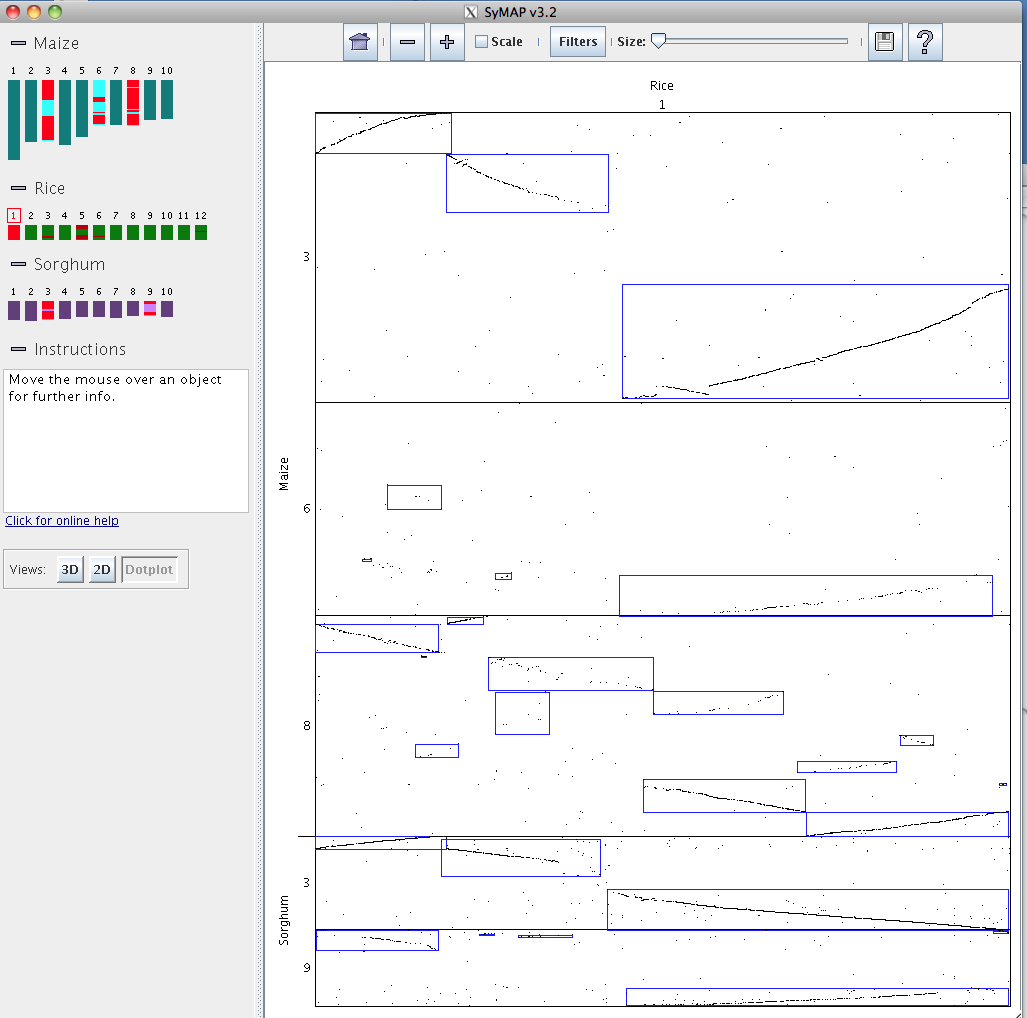 SyMAP v3.2
Maize
1 2 3 4 5 6 7 8 9 10
Rice
1 2 3 4 5 6 7 8 9 10 11 12
Sorghum
1 2 3 4 5 6 7 8 9 10
Instructions
Move the mouse over an object
for further info.
Click for online help
Views: 3D 2D Dotplot
− + Scale Filters Size: ?
Rice
1
3
Maize
6
8
3
Sorghum
9